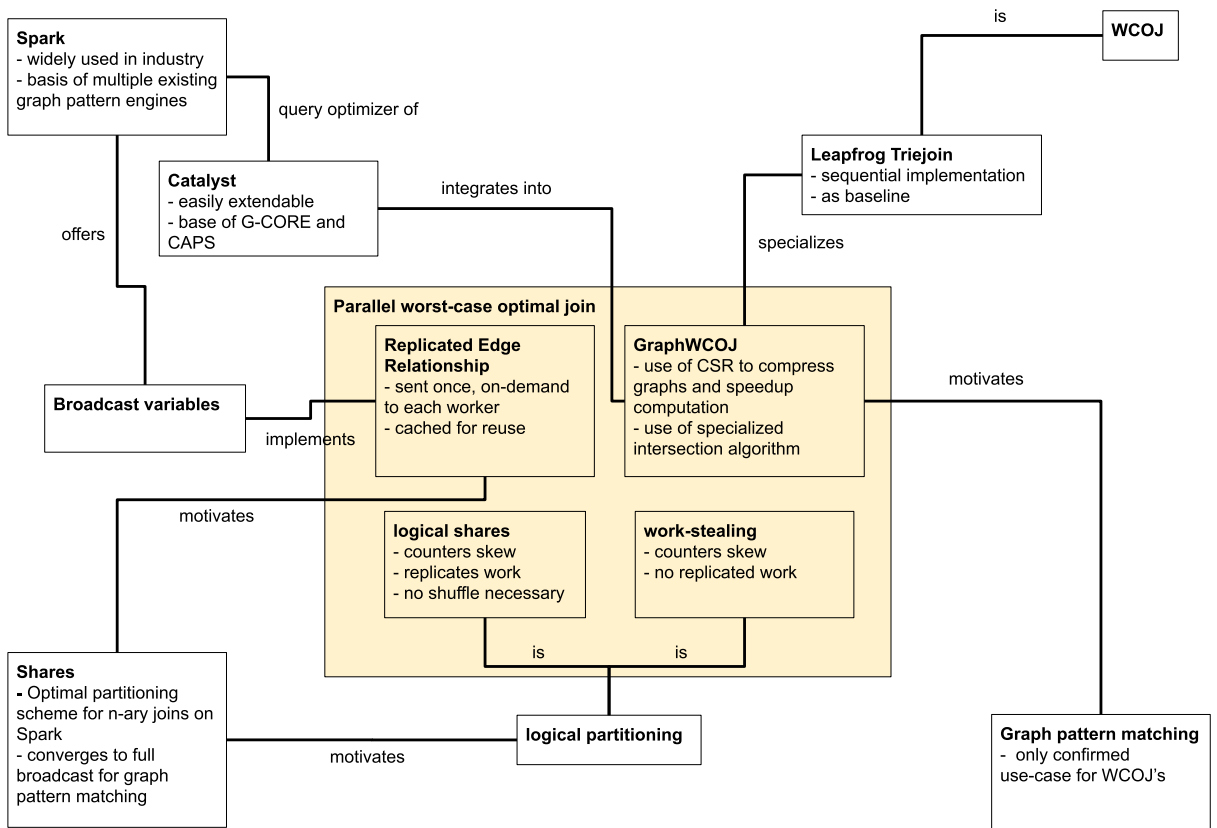 is
WCOJ
Spark
- widely used in industry
- basis of multiple existing
graph pattern engines
query optimizer of
Leapfrog Triejoin
- sequential implementation
- as baseline
Catalyst
- easily extendable
- base of G-CORE and
CAPS
integrates into
offers
specializes
Parallel worst-case optimal join
Replicated Edge
Relationship
- sent once, on-demand
to each worker
- cached for reuse
GraphWCOJ
- use of CSR to compress
graphs and speedup
computation
- use of specialized
intersection algorithm
motivates
Broadcast variables
implements
motivates
logical shares
- counters skew
- replicates work
- no shuffle necessary
work-stealing
- counters skew
- no replicated work
is
is
Shares
- Optimal partitioning
scheme for n-ary joins on
Spark
- converges to full
broadcast for graph
pattern matching
motivates
logical partitioning
Graph pattern matching
- only confirmed
use-case for WCOJ's